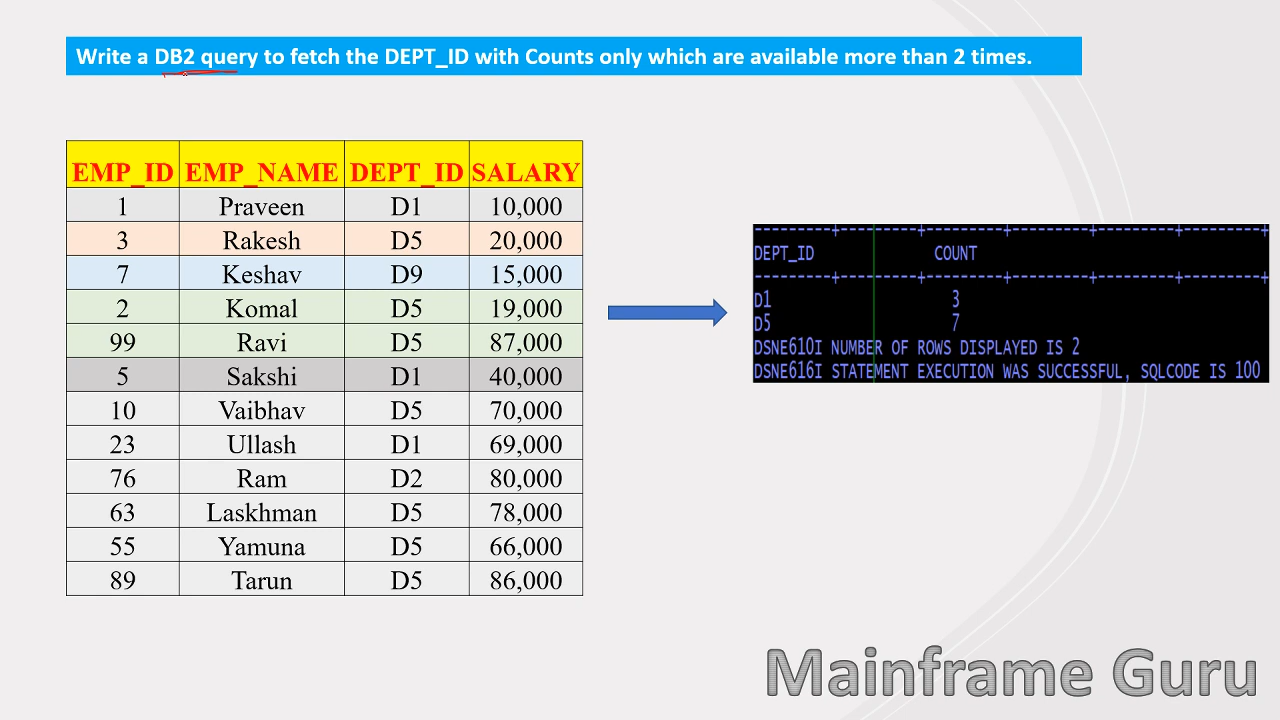 Write a DB2 query to fetch the DEPT_ID with Counts only which are available more than 2 times.
EMP_ID EMP_NAME DEPT_ID SALARY
1 Praveen D1 10,000
3 Rakesh D5 20,000
7 Keshav D9 15,000
2 Komal D5 19,000
99 Ravi D5 87,000
5 Sakshi D1 40,000
10 Vaibhav D5 70,000
23 Ullash D1 69,000
76 Ram D2 80,000
63 Laskhman D5 78,000
55 Yamuna D5 66,000
89 Tarun D5 86,000
---------+---------+---------+---------+---------+---------+
DEPT_ID COUNT
---------+---------+---------+---------+---------+---------+
D1 3
D5 7
DSNE610I NUMBER OF ROWS DISPLAYED IS 2
DSNE616I STATEMENT EXECUTION WAS SUCCESSFUL, SQLCODE IS 100
Mainframe Guru